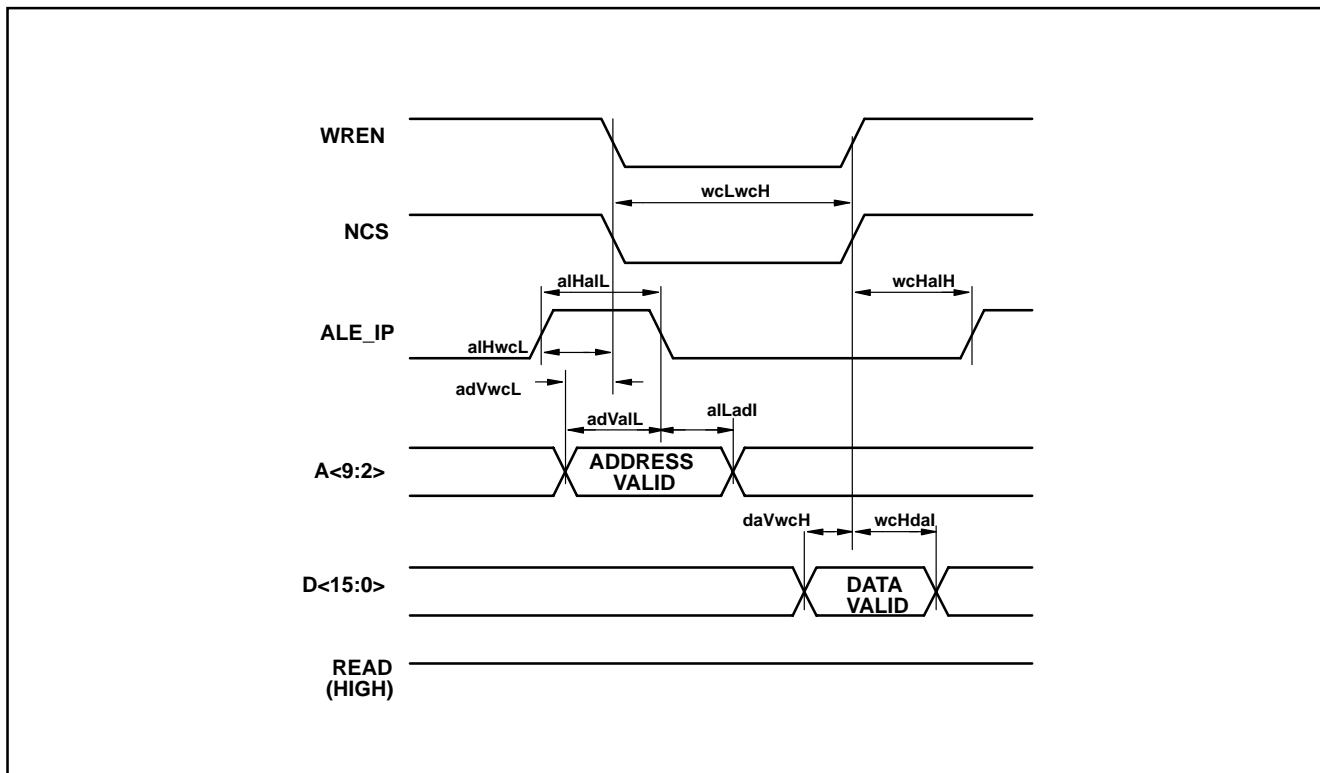 WREN
wcLwcH
NCS
alHalL
wcHalH
ALE_IP
alHwcL
adVwcL
adValL
alLadI
A<9:2>
ADDRESS
VALID
daVwcH
wcHdaI
D<15:0>
DATA
VALID
READ
(HIGH)